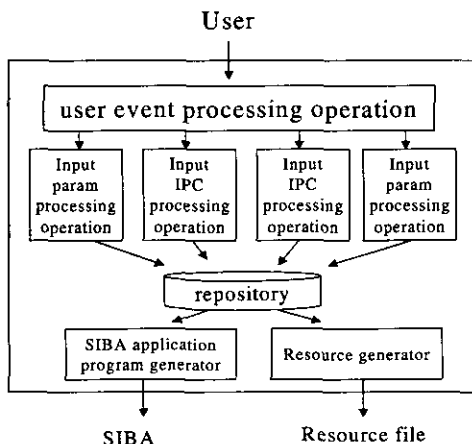 User
user event processing operation
Input
param
processing
operation
Input
IPC
processing
operation
Input
IPC
processing
operation
Input
param
processing
operation
repository
SIBA application
program generator
Resource generator
SIBA
Resource file